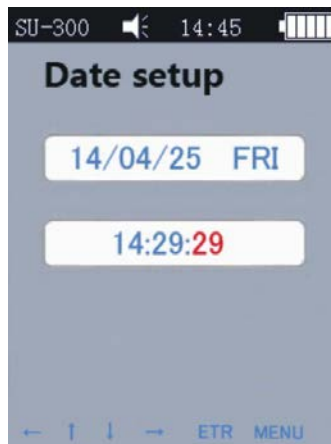 SU-300 14:45
Date setup
14/04/25 FRI
14:29:29
← ↑ ↓ → ETR MENU